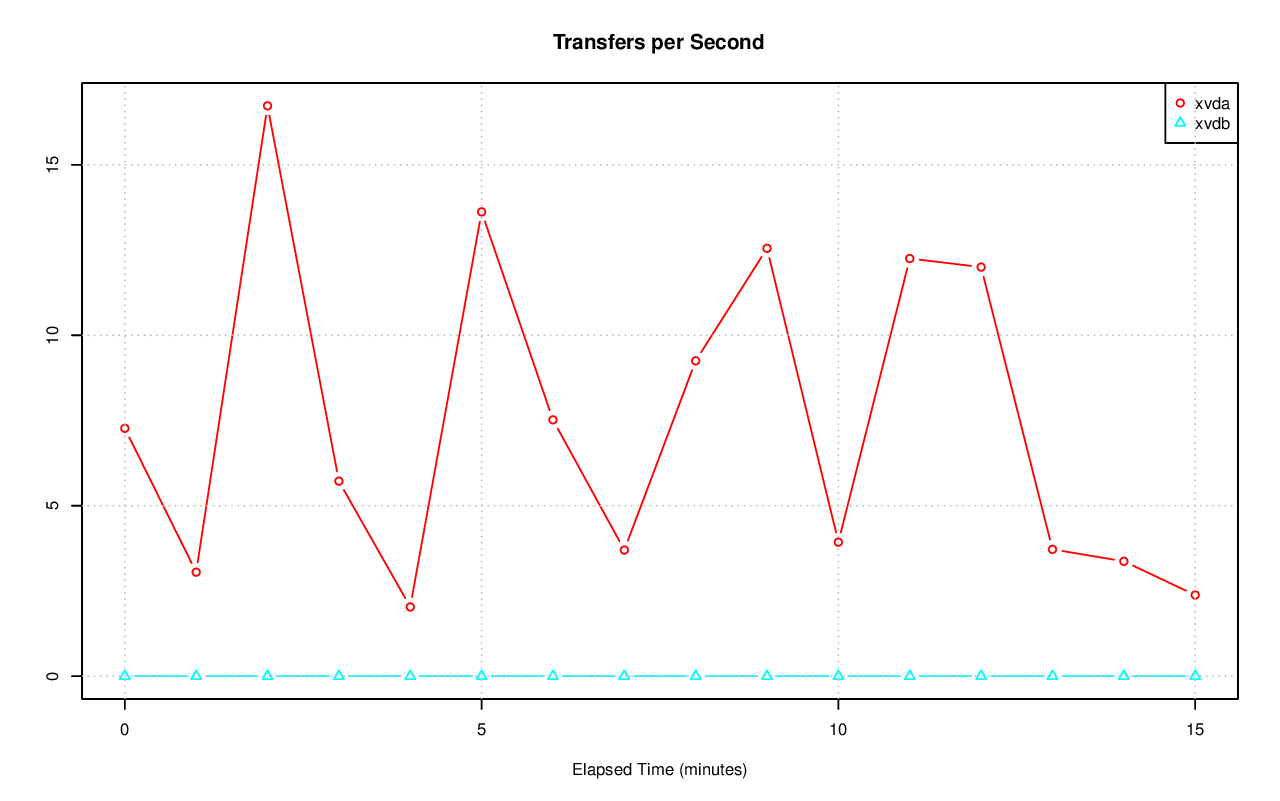 Transfers per Second
xvda
xvdb
15
10
5
0
0 5 10 15
Elapsed Time (minutes)